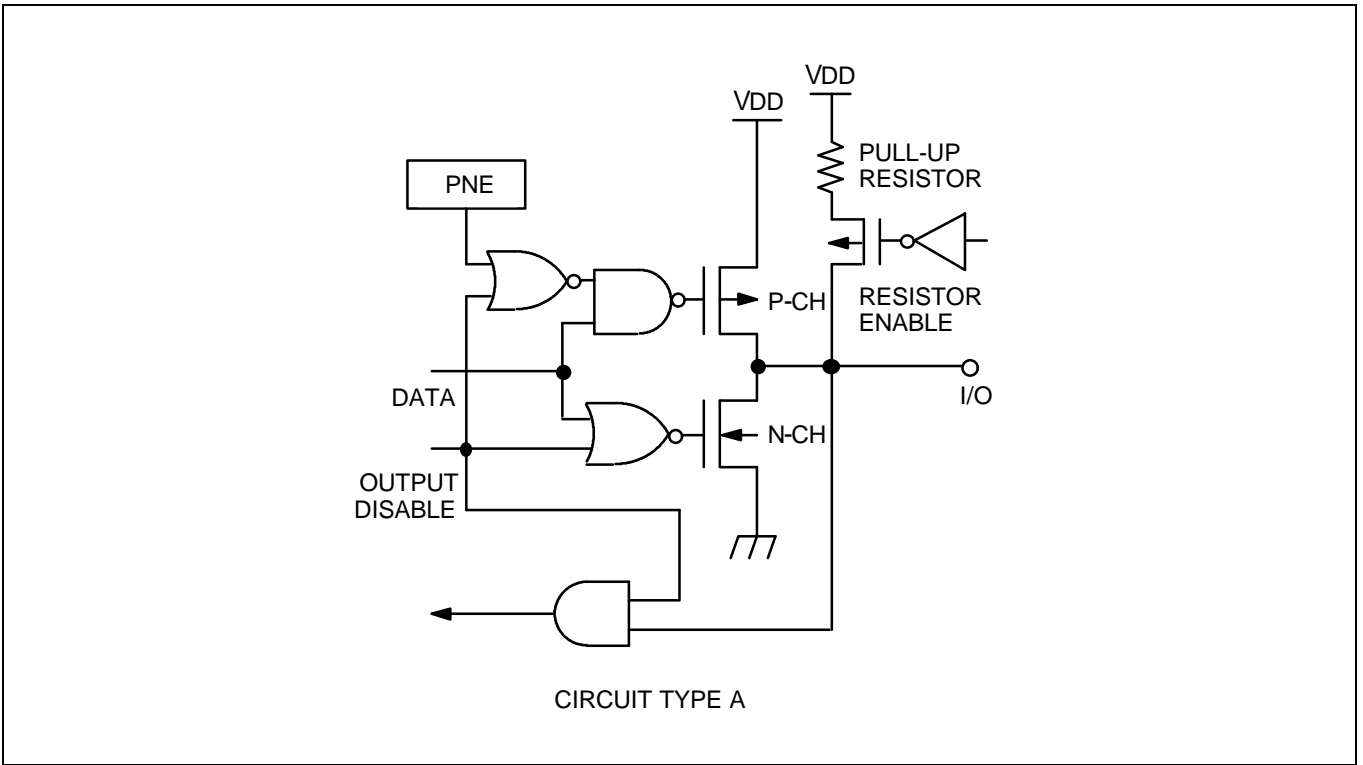 VDD
VDD
PULL-UP
RESISTOR
PNE
P-CH
RESISTOR
ENABLE
DATA
I/O
N-CH
OUTPUT
DISABLE
CIRCUIT TYPE A